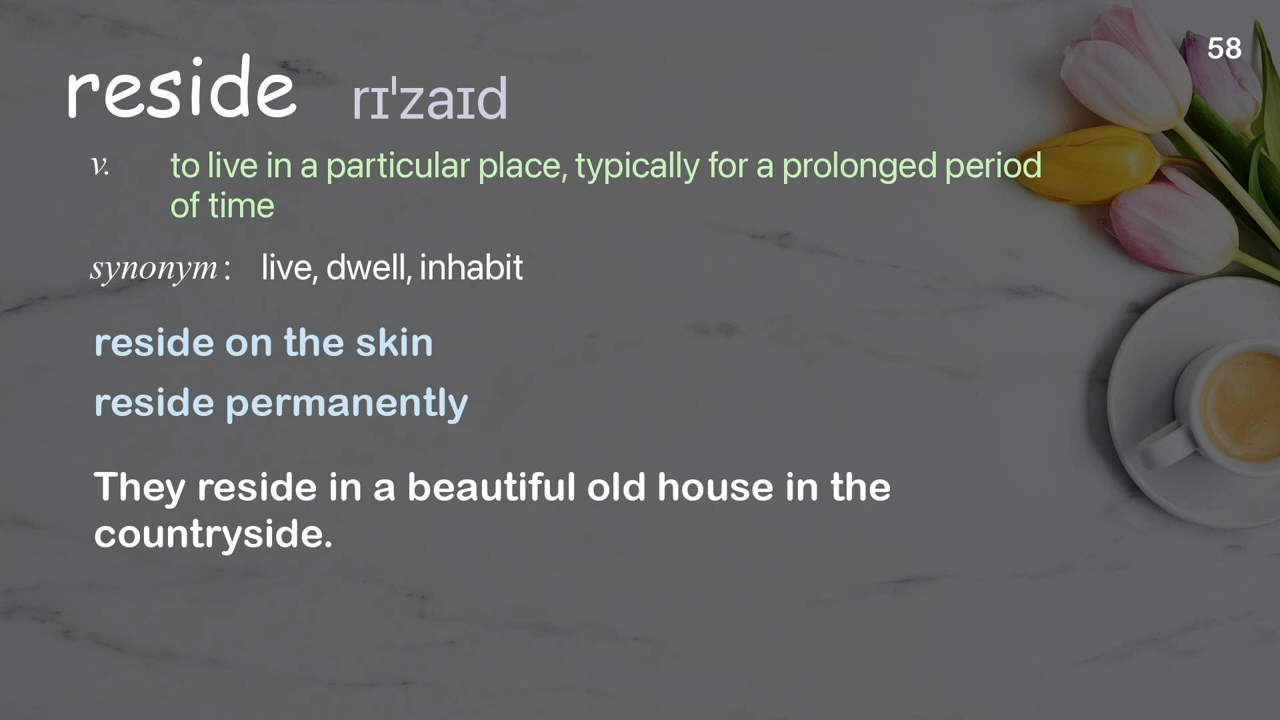 58
reside rɪˈzaɪd
v. to live in a particular place, typically for a prolonged period
of time
synonym: live, dwell, inhabit
reside on the skin
reside permanently
They reside in a beautiful old house in the
countryside.